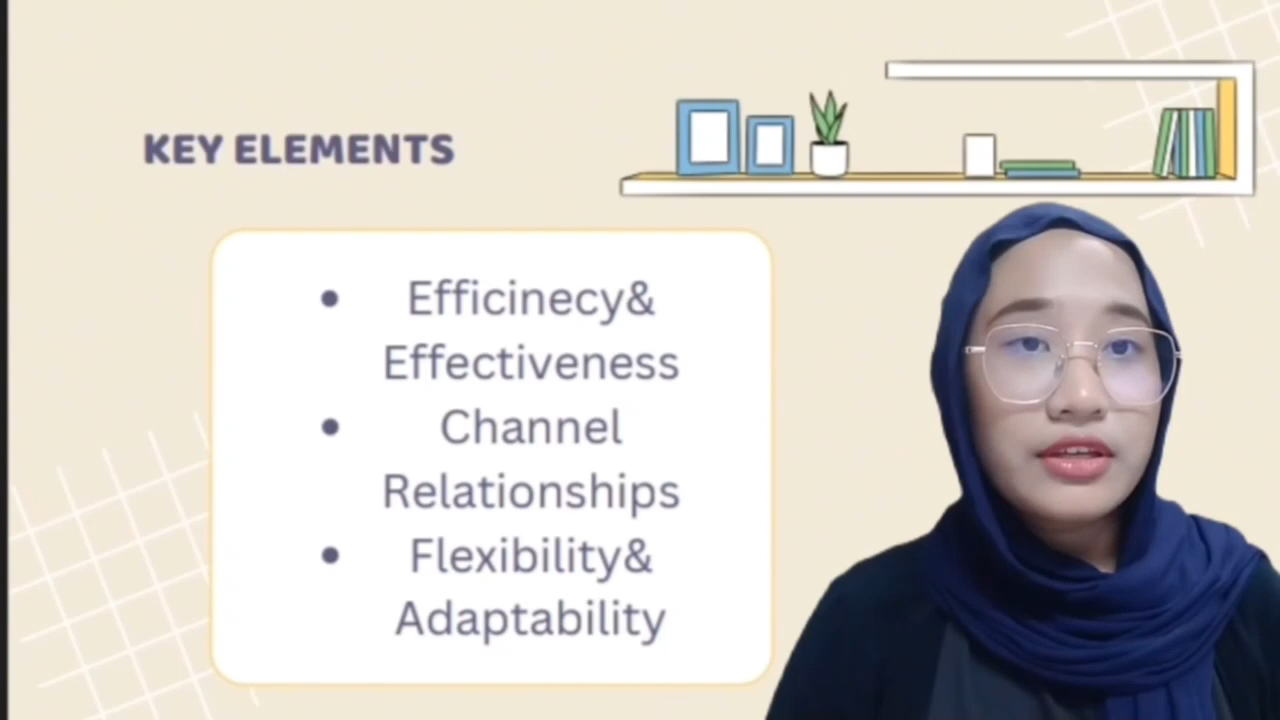 KEY ELEMENTS
• Efficinecy&
Effectiveness
• Channel
Relationships
• Flexibility&
Adaptability